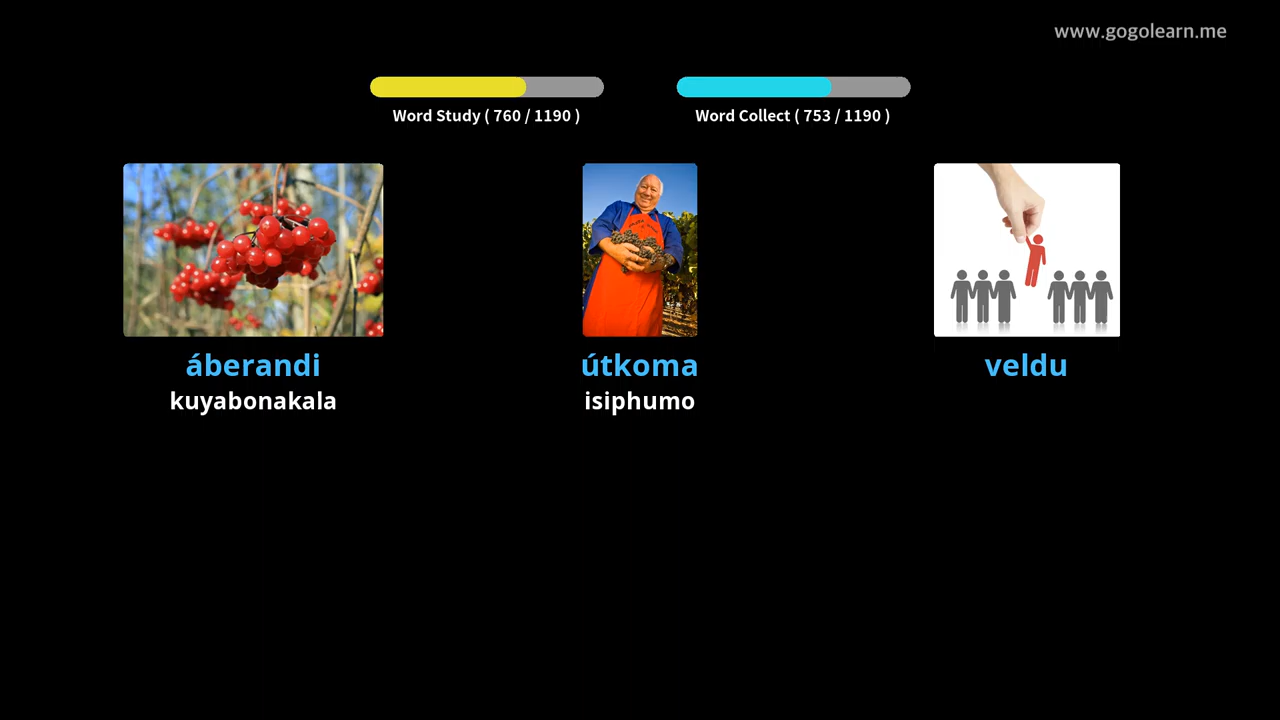 www.gogolearn.me
Word Study ( 760 / 1190 )
Word Collect ( 753 / 1190 )
áberandi
kuyabonakala
útkoma
isiphumo
veldu